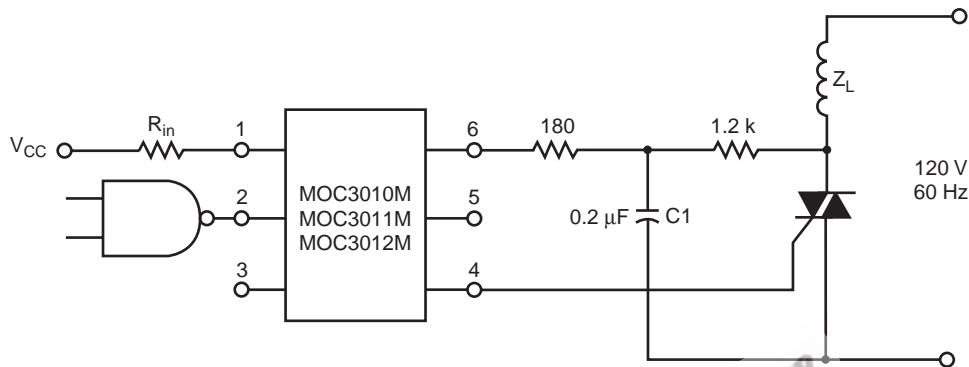 Z_L
R_in
1
6
180
1.2 k
V_CC
120 V
60 Hz
MOC3010M
MOC3011M
MOC3012M
2
5
0.2 μF
C1
3
4